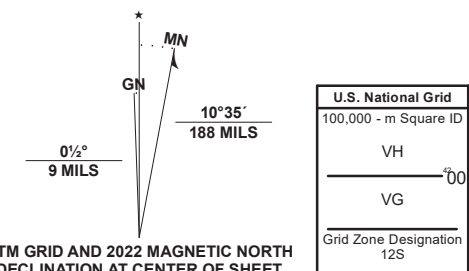 ★
MN
GN
10°35´
188 MILS
0½°
9 MILS
TM GRID AND 2022 MAGNETIC NORTH
DECLINATION AT CENTER OF SHEET
U.S. National Grid
100,000 - m Square ID
VH
⁴²00
VG
Grid Zone Designation
12S